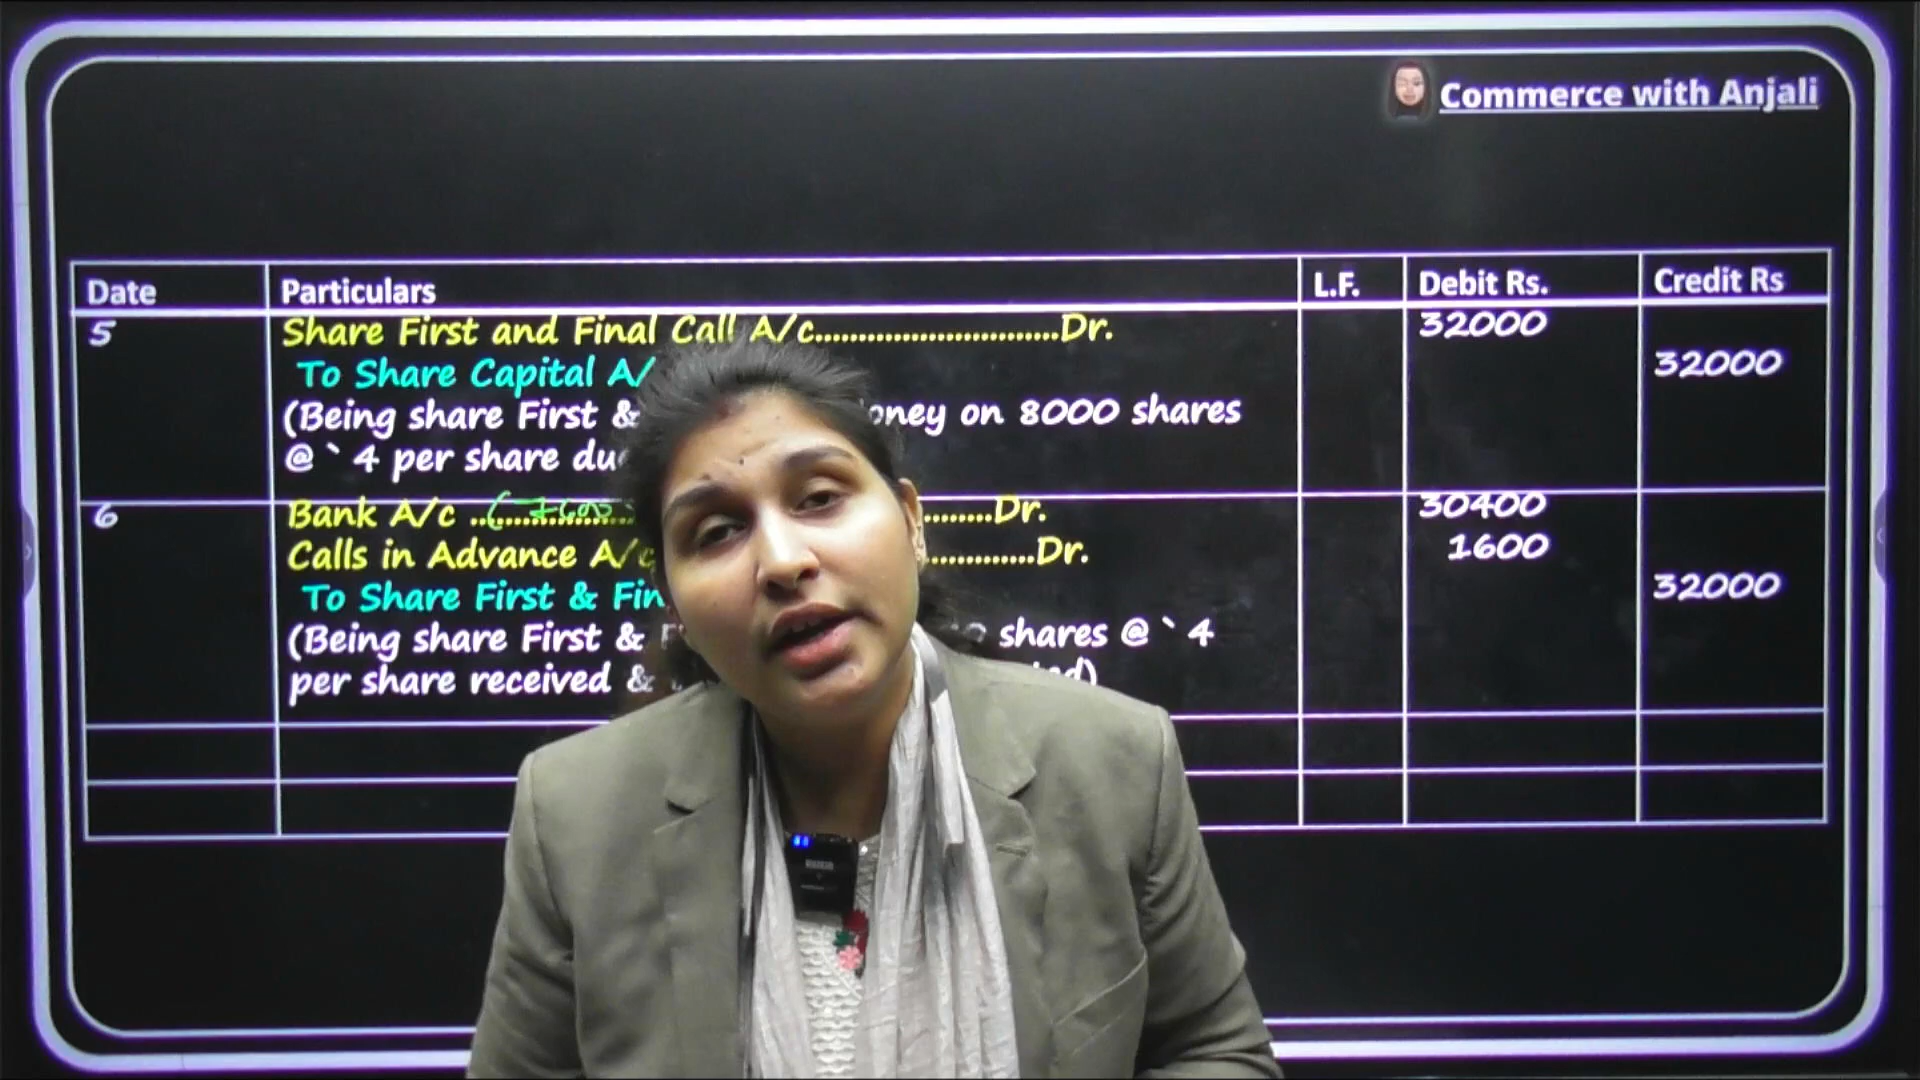 Commerce with Anjali
Date Particulars L.F. Debit Rs. Credit Rs
5 Share First and Final Call A/c............................Dr. 32000
To Share Capital A/ 32000
(Being share First & oney on 8000 shares
@ ` 4 per share du
6 Bank A/c ..(7600 .........Dr. 30400
Calls in Advance A/c .............Dr. 1600
To Share First & Fin 32000
(Being share First & shares @ ` 4
per share received &